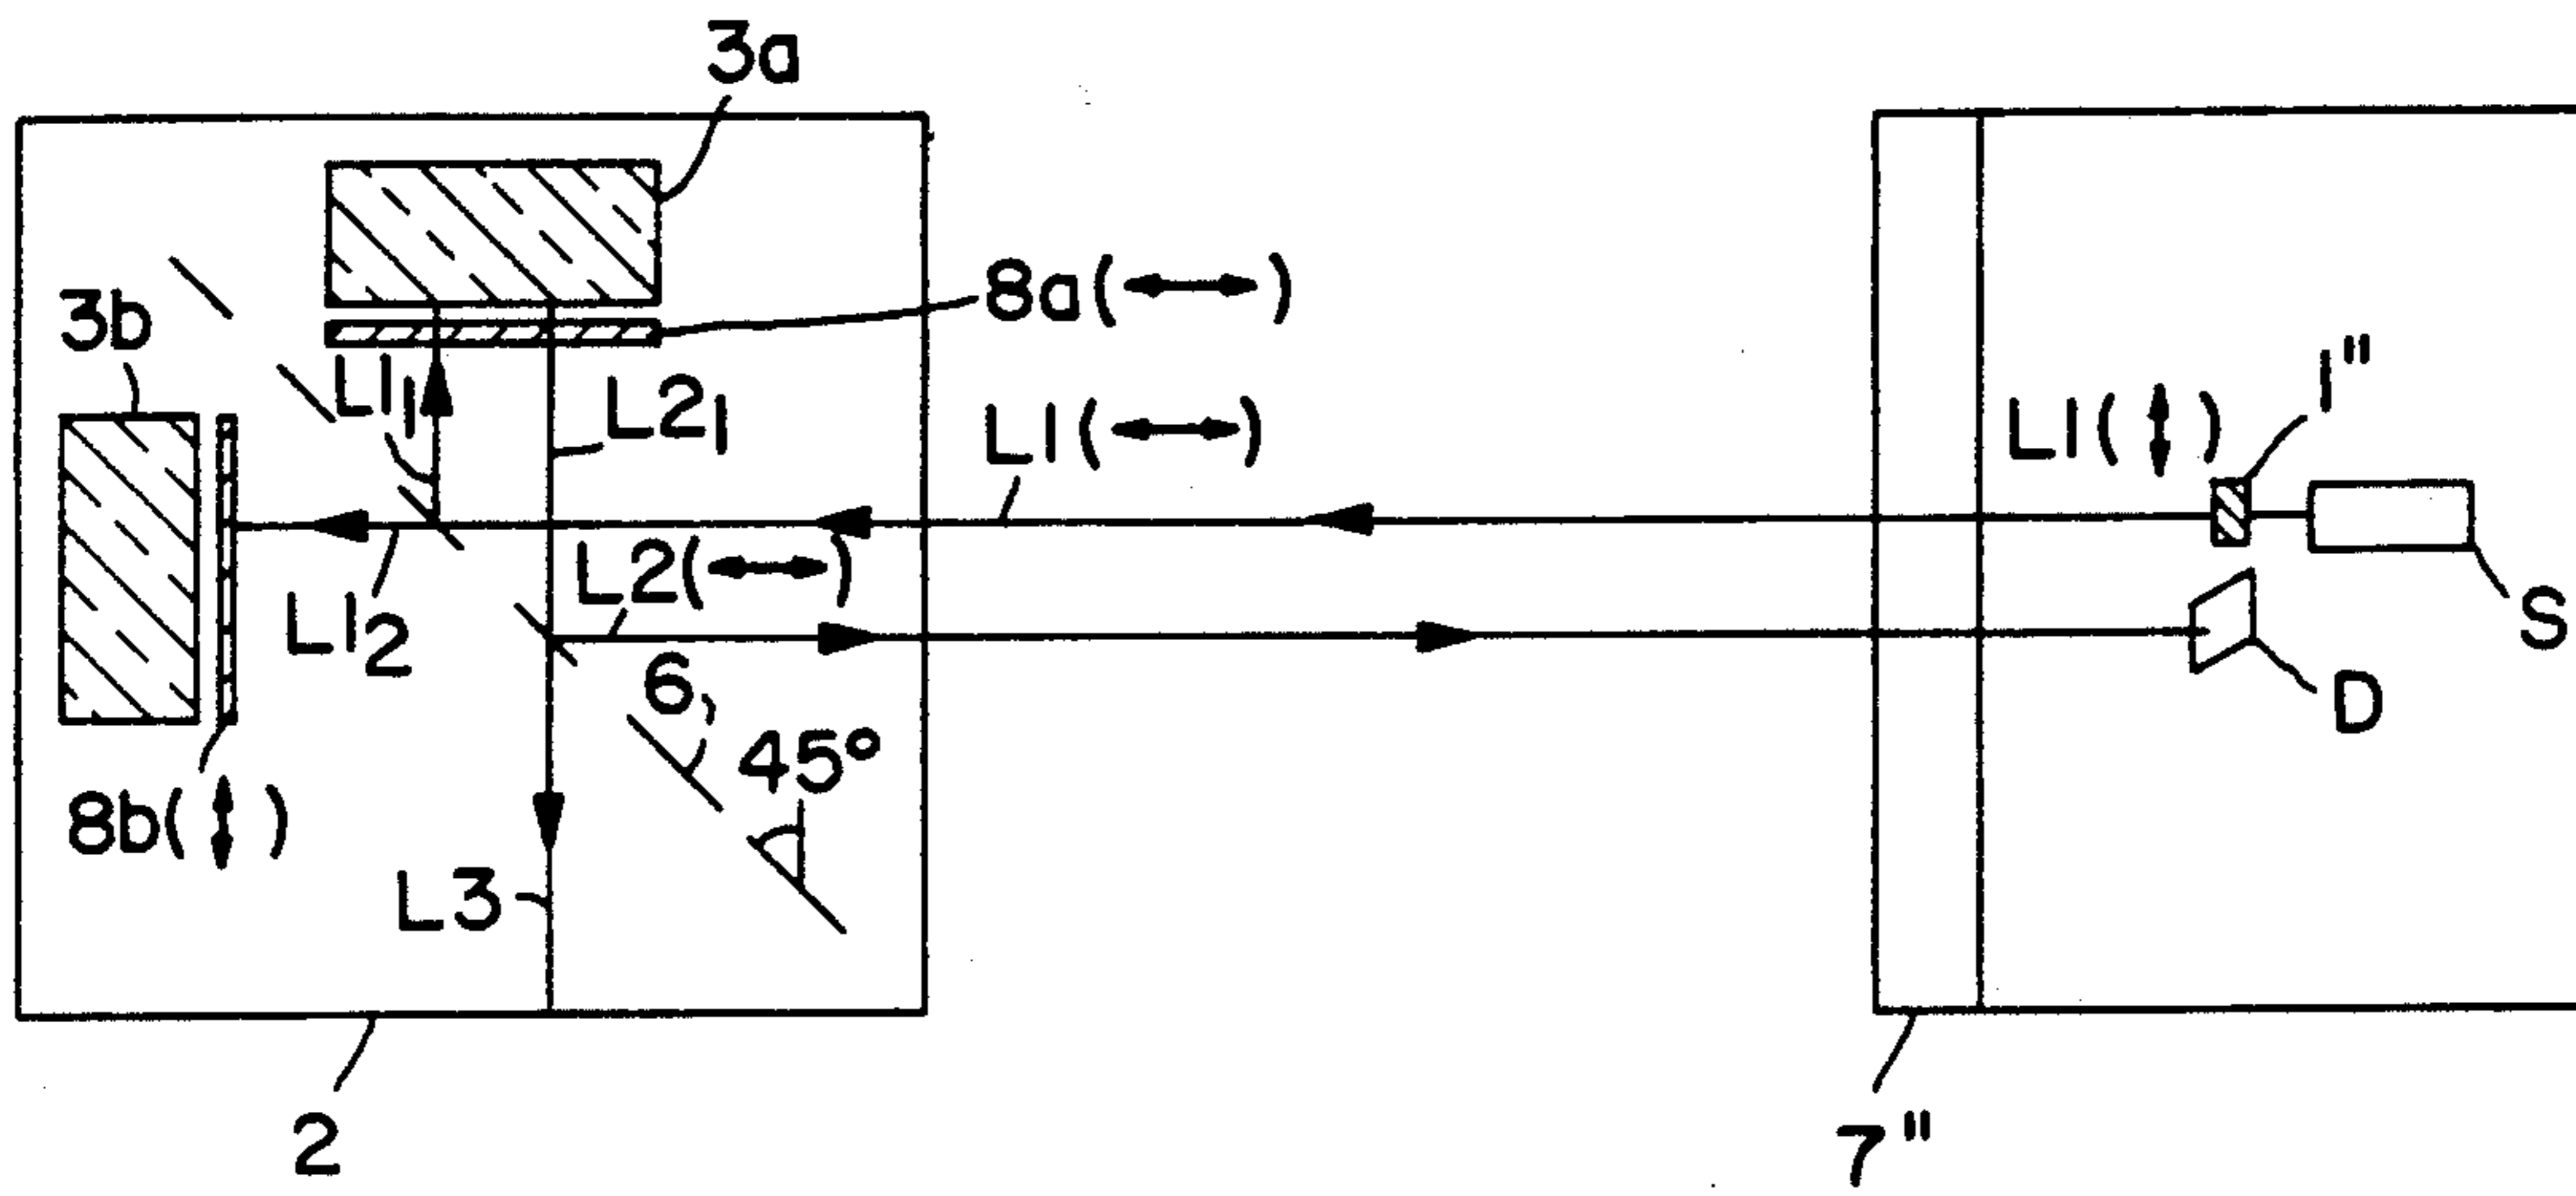 3a
3b
8a(↔)
L1₁
L2₁
L1(↔)
L1(↕)
1"
L2(↔)
L1₂
S
6
45°
D
8b(↕)
L3
2
7"